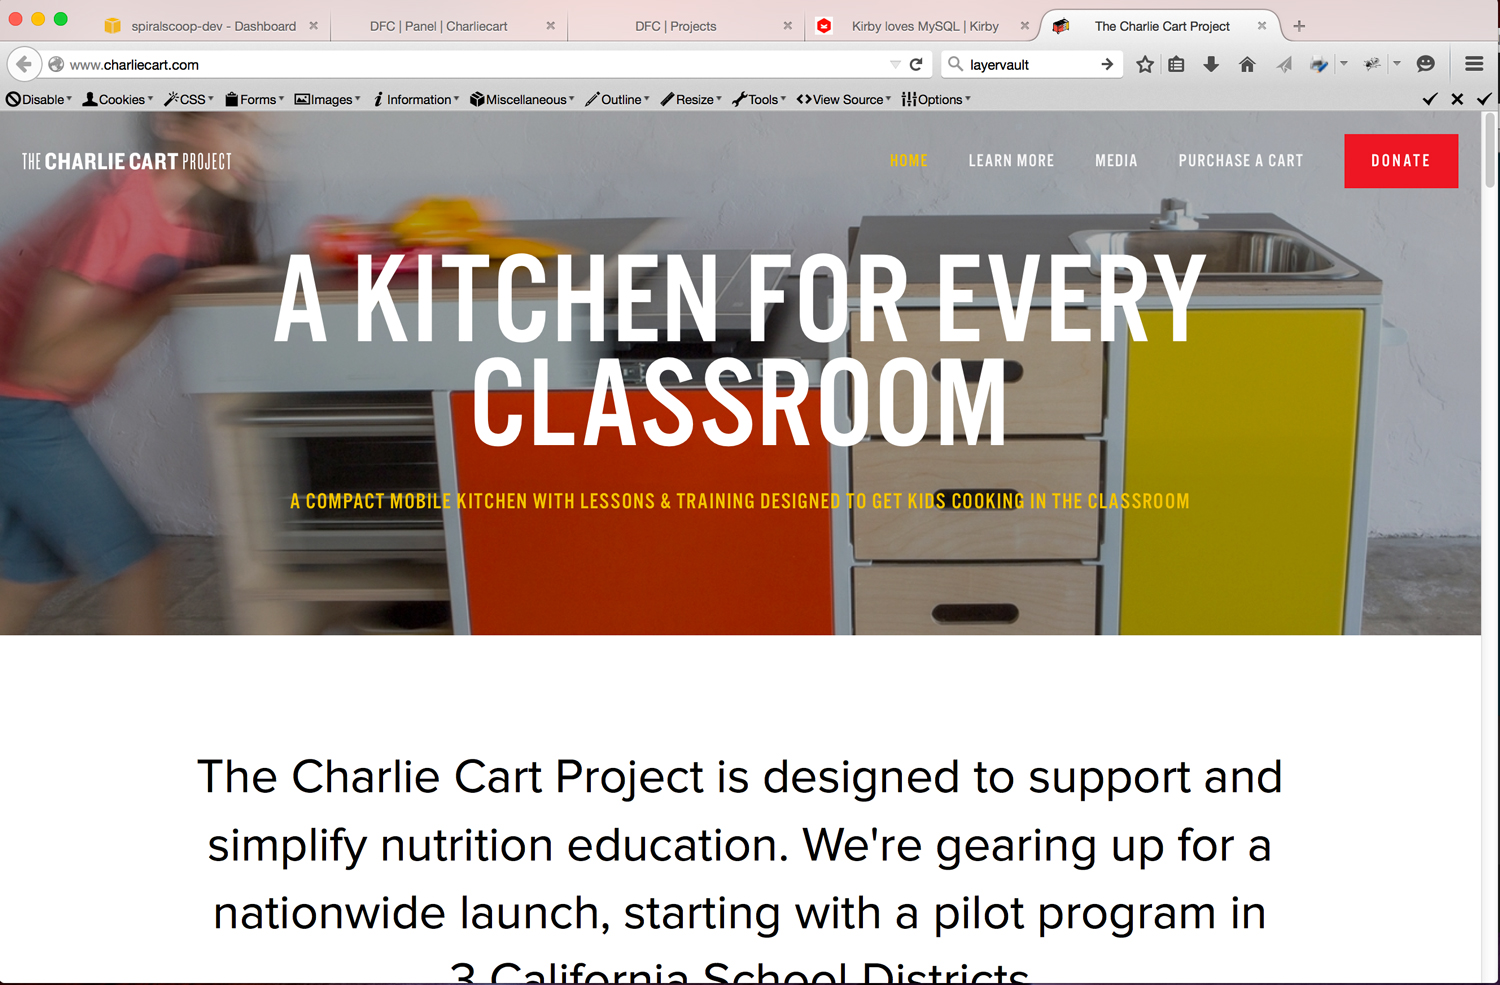 spiralscoop-dev - Dashboard
DFC | Panel | Charliecart
DFC | Projects
Kirby loves MySQL | Kirby
The Charlie Cart Project
www.charliecart.com
layervault
Disable
Cookies
CSS
Forms
Images
Information
Miscellaneous
Outline
Resize
Tools
View Source
Options
THE CHARLIE CART PROJECT
HOME
LEARN MORE
MEDIA
PURCHASE A CART
DONATE
A KITCHEN FOR EVERY
CLASSROOM
A COMPACT MOBILE KITCHEN WITH LESSONS & TRAINING DESIGNED TO GET KIDS COOKING IN THE CLASSROOM
The Charlie Cart Project is designed to support and
simplify nutrition education. We're gearing up for a
nationwide launch, starting with a pilot program in
3 California School Districts